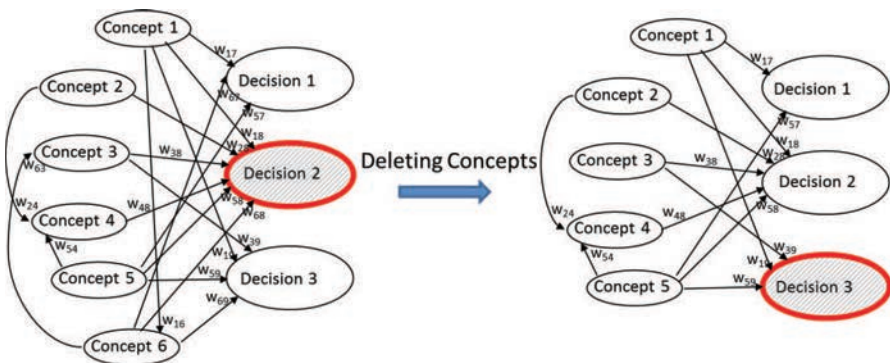 Concept 1
W17
Decision 1
Concept 2
W67
W57
W18
W28
Concept 3
W38
W63
Decision 2
Concept 4
W24
W48
W58
W68
W54
W39
W19
Concept 5
W59
Decision 3
W69
W16
Concept 6
Deleting Concepts
Concept 1
W17
Decision 1
Concept 2
W57
W18
W28
Concept 3
W38
Decision 2
W24
Concept 4
W48
W58
W54
W39
W19
Concept 5
W59
Decision 3